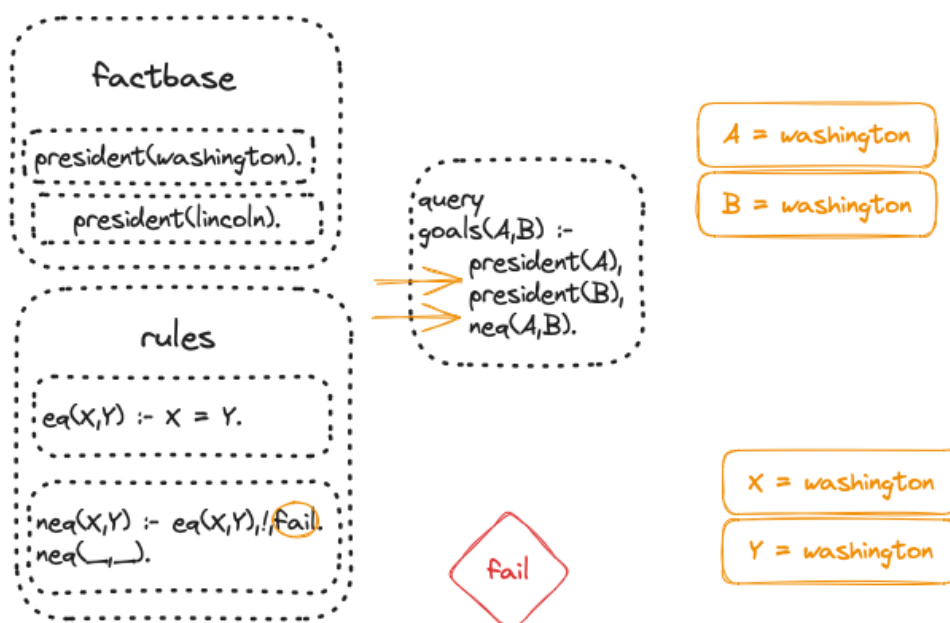 factbase
president(washington).
president(lincoln).
rules
eq(X,Y) :- X = Y.
neq(X,Y) :- eq(X,Y),!,fail.
neq(_,_).
query
goals(A,B) :-
president(A),
president(B),
neq(A,B).
fail
A = washington
B = washington
X = washington
Y = washington